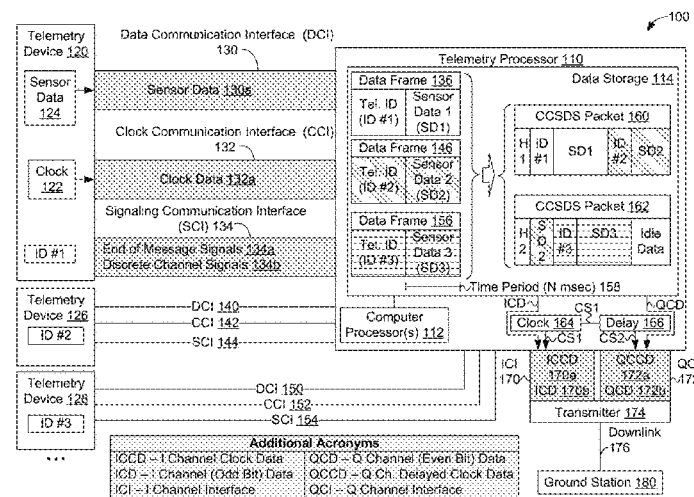 100
Telemetry Device 120
Sensor Data 124
Clock 122
ID #1
Data Communication Interface (DCI) 130
Sensor Data 130a
Clock Communication Interface (CCI) 132
Clock Data 132a
Signaling Communication Interface (SCI) 134
End of Message Signals 134a
Discrete Channel Signals 134b
Telemetry Processor 110
Data Storage 114
Data Frame 136
Tel. ID (ID #1)
Sensor Data 1 (SD1)
Data Frame 146
Tel. ID (ID #2)
Sensor Data 2 (SD2)
Data Frame 156
Tel. ID (ID #3)
Sensor Data 3 (SD3)
CCSDS Packet 160
H 1
ID #1
SD1
ID #2
SD2
CCSDS Packet 162
H 2
S D 2
ID #3
SD3
Idle Data
Time Period (N msec) 158
Computer Processor(s) 112
ICD
QCD
CS1
Clock 164
Delay 166
CS1
CS2
Telemetry Device 126
ID #2
DCI 140
CCI 142
SCI 144
Telemetry Device 128
ID #3
DCI 150
CCI 152
SCI 154
ICI 170
ICCD 170a
ICD 170b
QCCD 172a
QCD 172b
QC
172
Transmitter 174
Downlink 176
Ground Station 180
Additional Acronyms
ICCD – I Channel Clock Data
ICD – I Channel (Odd Bit) Data
ICI – I Channel Interface
QCD – Q Channel (Even Bit) Data
QCCD – Q Ch. Delayed Clock Data
QCI – Q Channel Interface